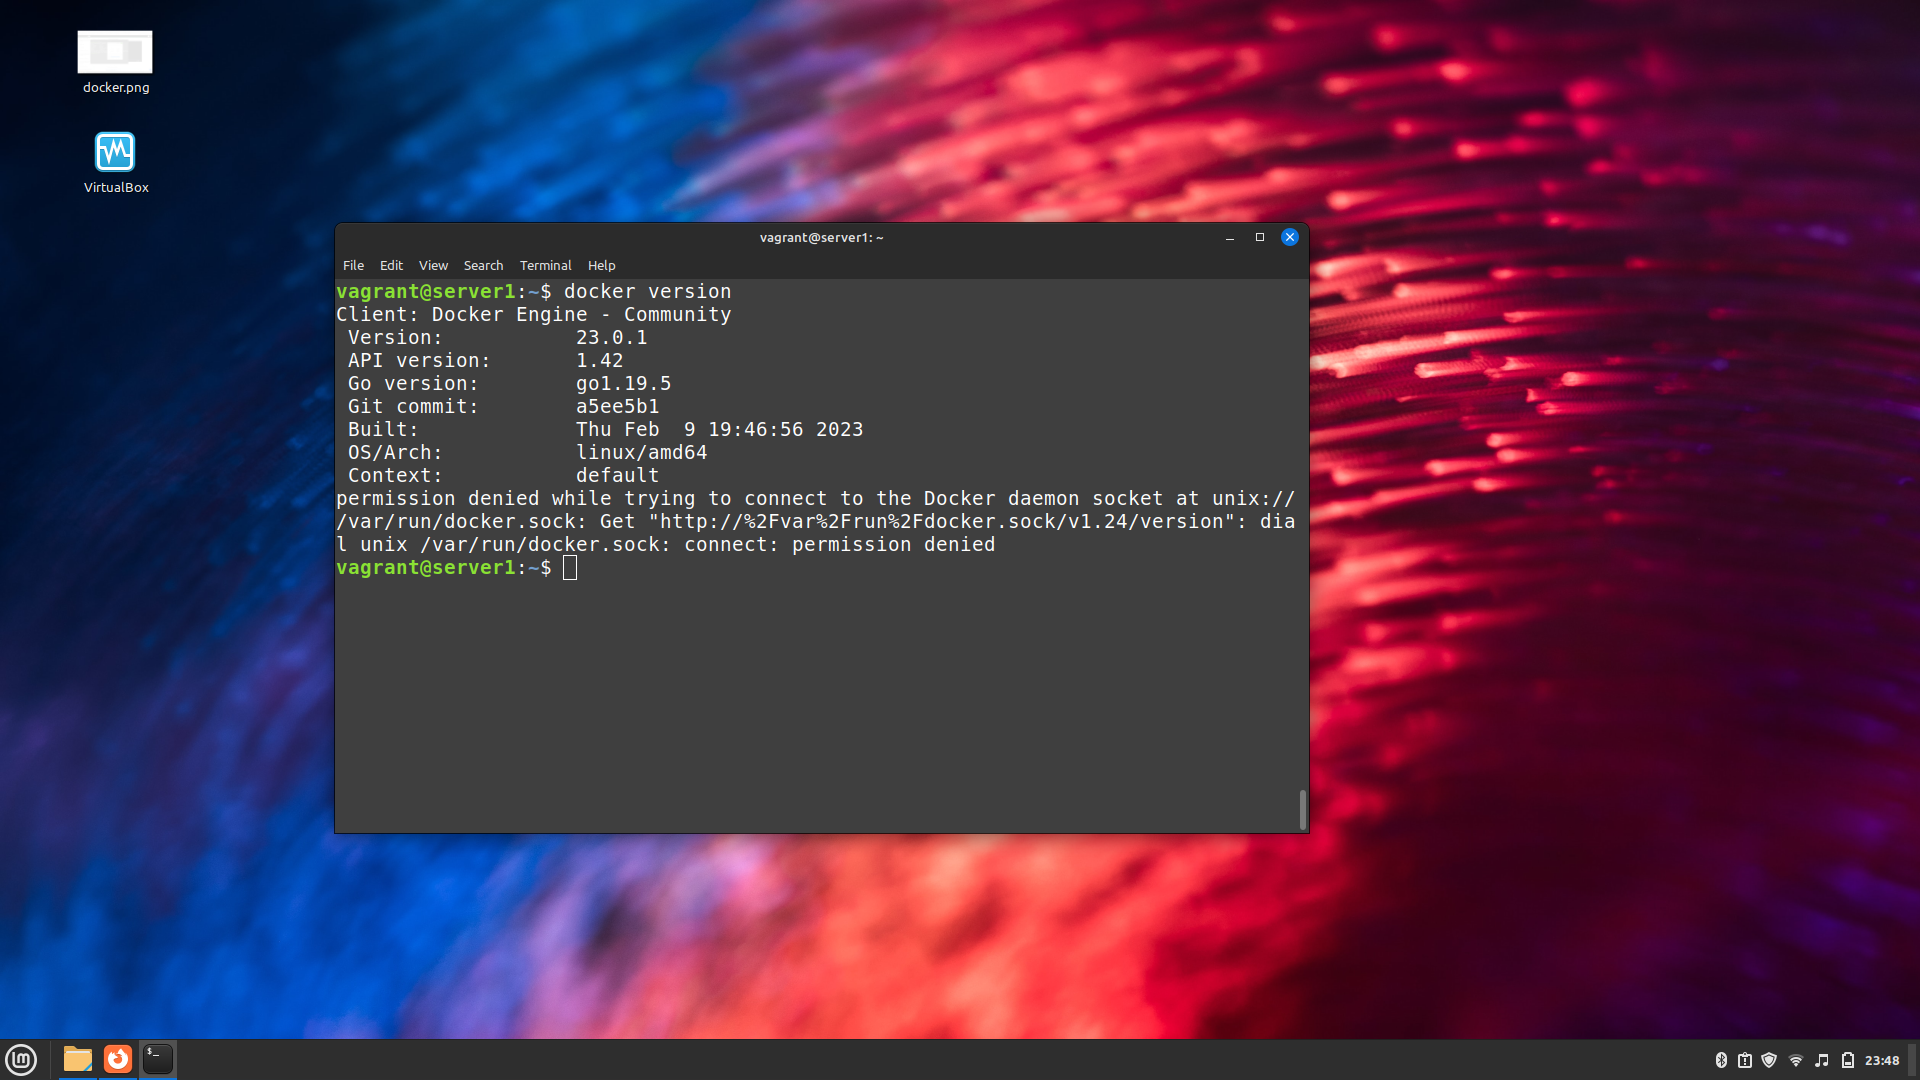 docker.png
VirtualBox
vagrant@server1: ~
File Edit View Search Terminal Help
vagrant@server1:~$ docker version
Client: Docker Engine - Community
 Version:           23.0.1
 API version:       1.42
 Go version:        go1.19.5
 Git commit:        a5ee5b1
 Built:             Thu Feb  9 19:46:56 2023
 OS/Arch:           linux/amd64
 Context:           default
permission denied while trying to connect to the Docker daemon socket at unix://
/var/run/docker.sock: Get "http://%2Fvar%2Frun%2Fdocker.sock/v1.24/version": dia
l unix /var/run/docker.sock: connect: permission denied
vagrant@server1:~$
23:48